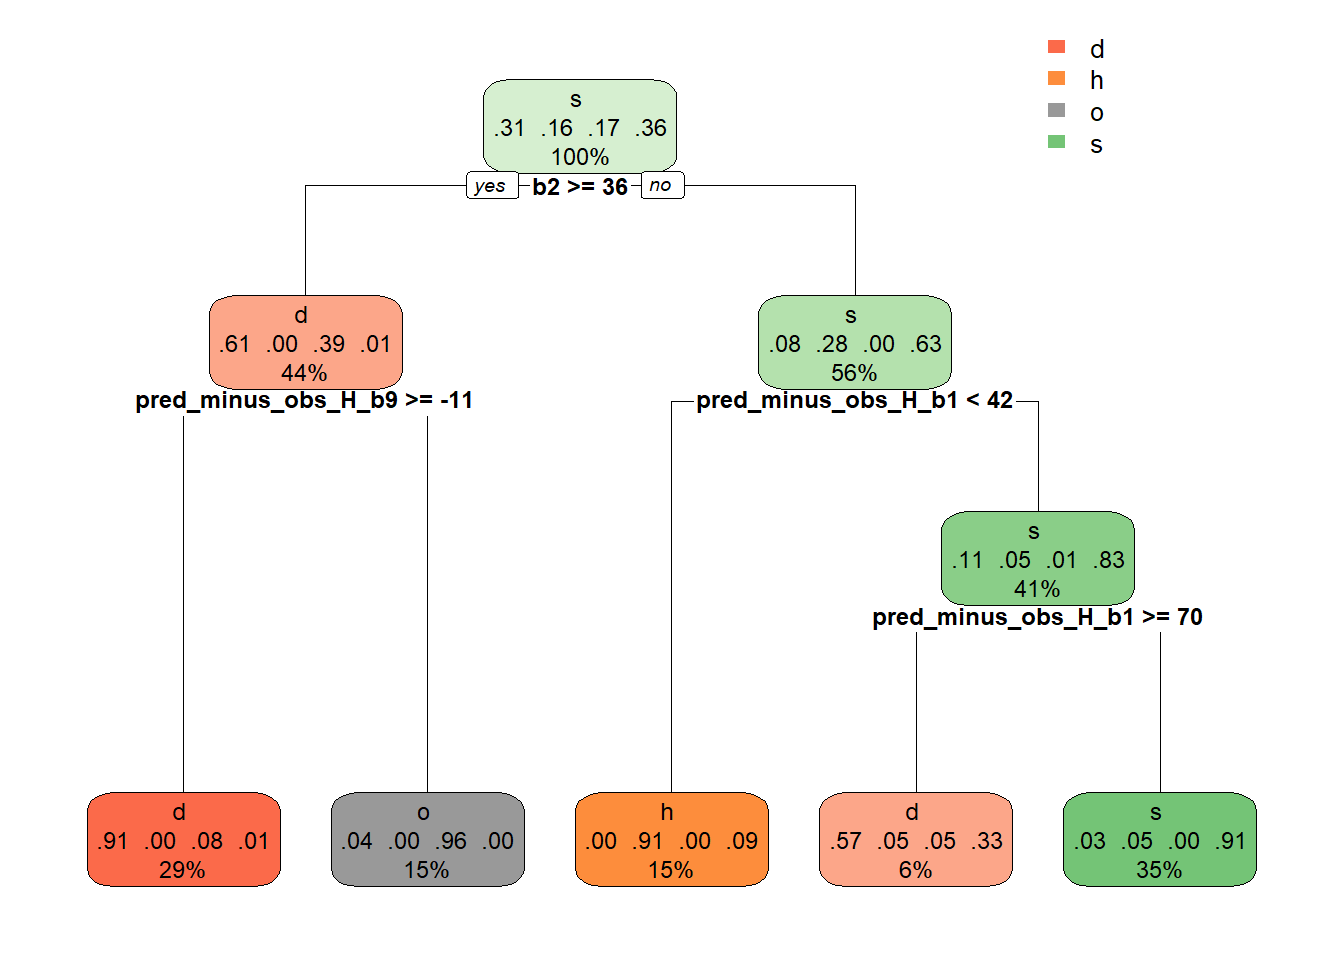 d
h
o
s
s
.31 .16 .17 .36
100%
yes b2 >= 36 no
d
.61 .00 .39 .01
44%
pred_minus_obs_H_b9 >= -11
s
.08 .28 .00 .63
56%
pred_minus_obs_H_b1 < 42
s
.11 .05 .01 .83
41%
pred_minus_obs_H_b1 >= 70
d
.91 .00 .08 .01
29%
o
.04 .00 .96 .00
15%
h
.00 .91 .00 .09
15%
d
.57 .05 .05 .33
6%
s
.03 .05 .00 .91
35%